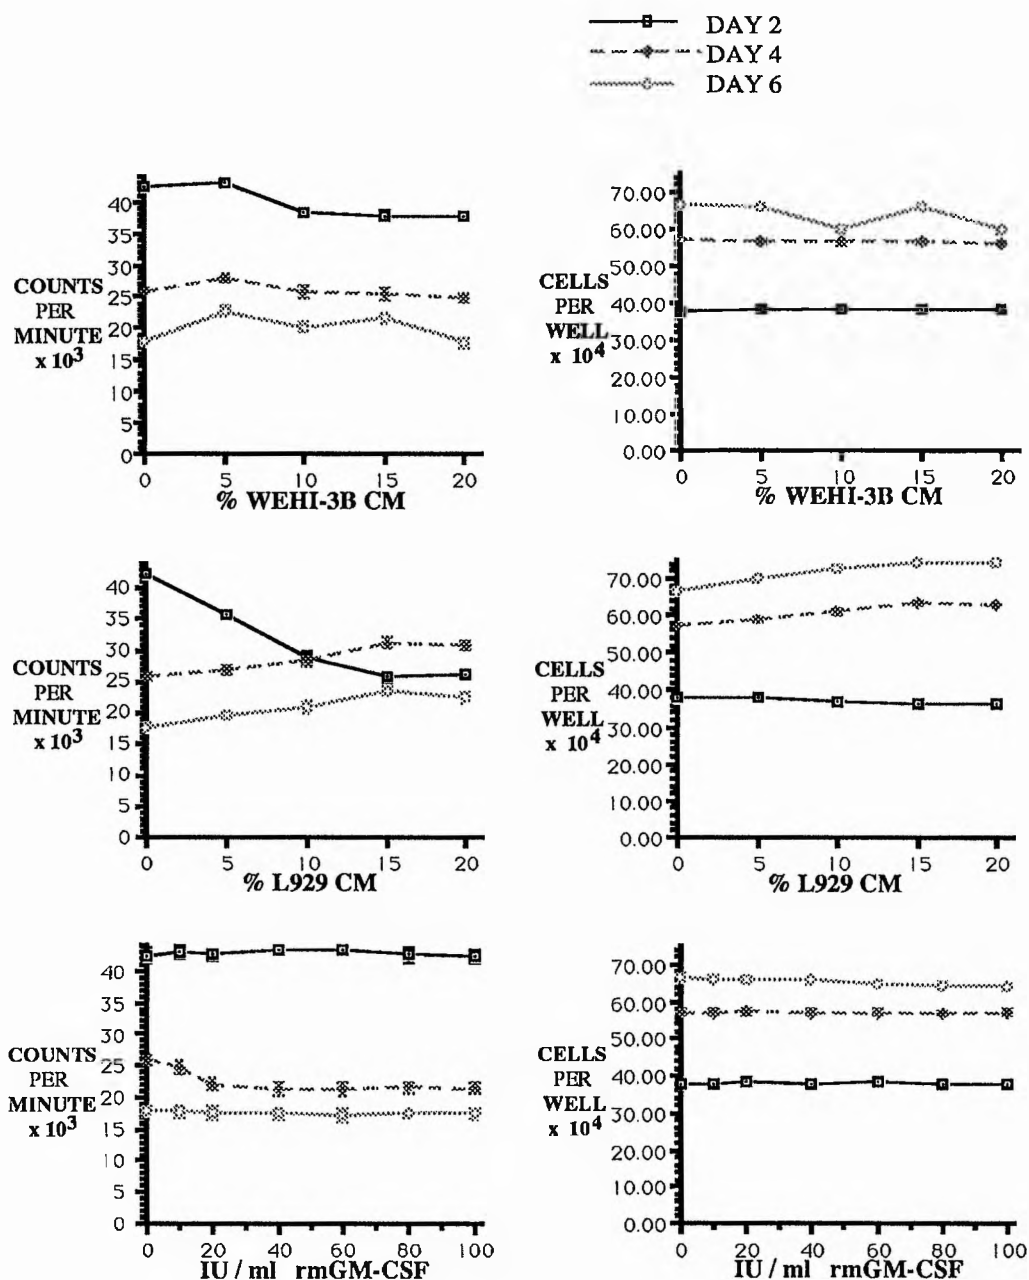 DAY 2
DAY 4
DAY 6
40
35
30
25
20
15
10
5
0
COUNTS
PER
MINUTE
x 10³
0 5 10 15 20
% WEHI-3B CM
70.00
60.00
50.00
40.00
30.00
20.00
10.00
0.00
CELLS
PER
WELL
x 10⁴
0 5 10 15 20
% WEHI-3B CM
40
35
30
25
20
15
10
5
0
COUNTS
PER
MINUTE
x 10³
0 5 10 15 20
% L929 CM
70.00
60.00
50.00
40.00
30.00
20.00
10.00
0.00
CELLS
PER
WELL
x 10⁴
0 5 10 15 20
% L929 CM
40
35
30
25
20
15
10
5
0
COUNTS
PER
MINUTE
x 10³
0 20 40 60 80 100
IU / ml rmGM-CSF
70.00
60.00
50.00
40.00
30.00
20.00
10.00
0.00
CELLS
PER
WELL
x 10⁴
0 20 40 60 80 100
IU / ml rmGM-CSF